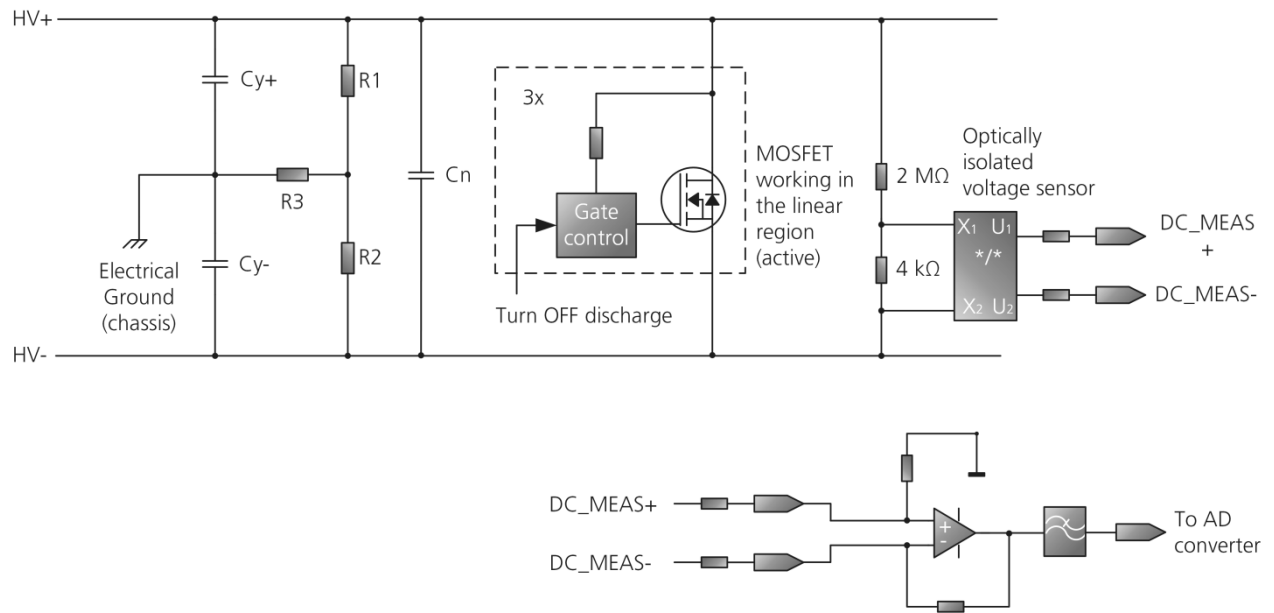 HV+
Cy+
R1
R3
Cn
Cy-
R2
Electrical
Ground
(chassis)
HV-
3x
Gate
control
Turn OFF discharge
MOSFET
working in
the linear
region
(active)
2 MΩ
4 kΩ
Optically
isolated
voltage sensor
X1 U1
*/*
X2 U2
DC_MEAS
+
DC_MEAS-
DC_MEAS+
DC_MEAS-
+
-
To AD
converter